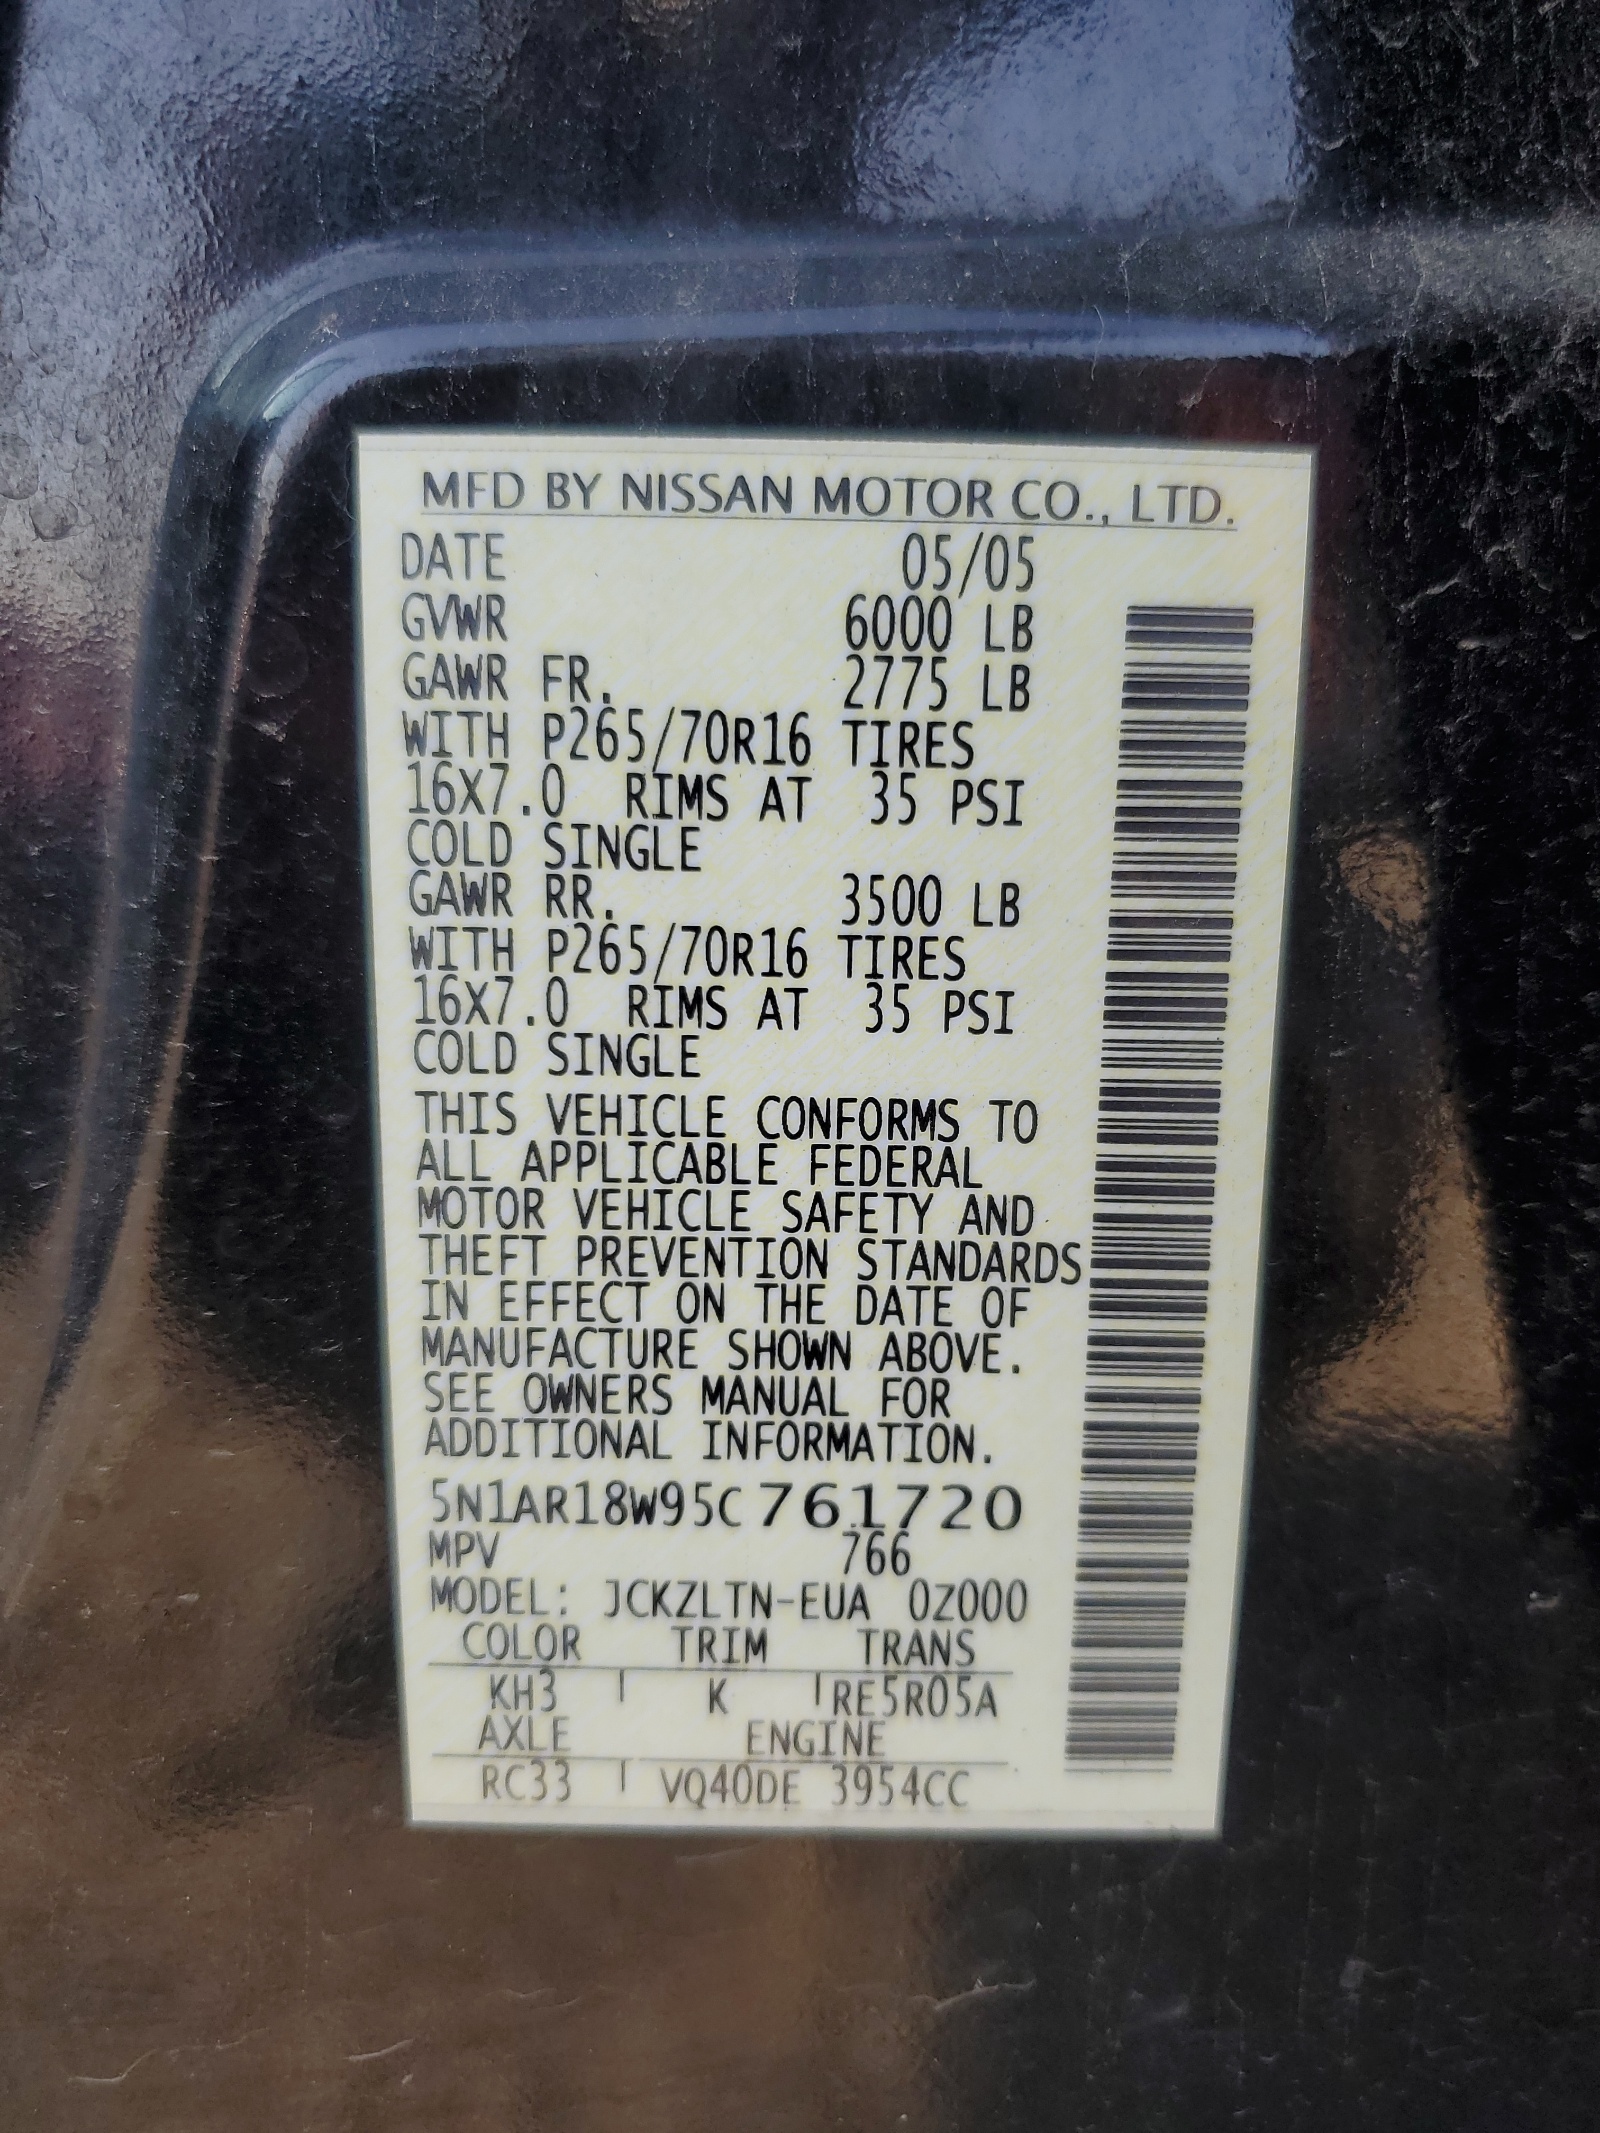 MFD BY NISSAN MOTOR CO., LTD.
DATE 05/05
GVWR 6000 LB
GAWR FR. 2775 LB
WITH P265/70R16 TIRES
16X7.0 RIMS AT 35 PSI
COLD SINGLE
GAWR RR. 3500 LB
WITH P265/70R16 TIRES
16X7.0 RIMS AT 35 PSI
COLD SINGLE
THIS VEHICLE CONFORMS TO
ALL APPLICABLE FEDERAL
MOTOR VEHICLE SAFETY AND
THEFT PREVENTION STANDARDS
IN EFFECT ON THE DATE OF
MANUFACTURE SHOWN ABOVE.
SEE OWNERS MANUAL FOR
ADDITIONAL INFORMATION.
5N1AR18W95C761720
MPV 766
MODEL: JCKZLTN-EUA 0Z000
COLOR TRIM TRANS
KH3 K RE5R05A
AXLE ENGINE
RC33 VQ40DE 3954CC